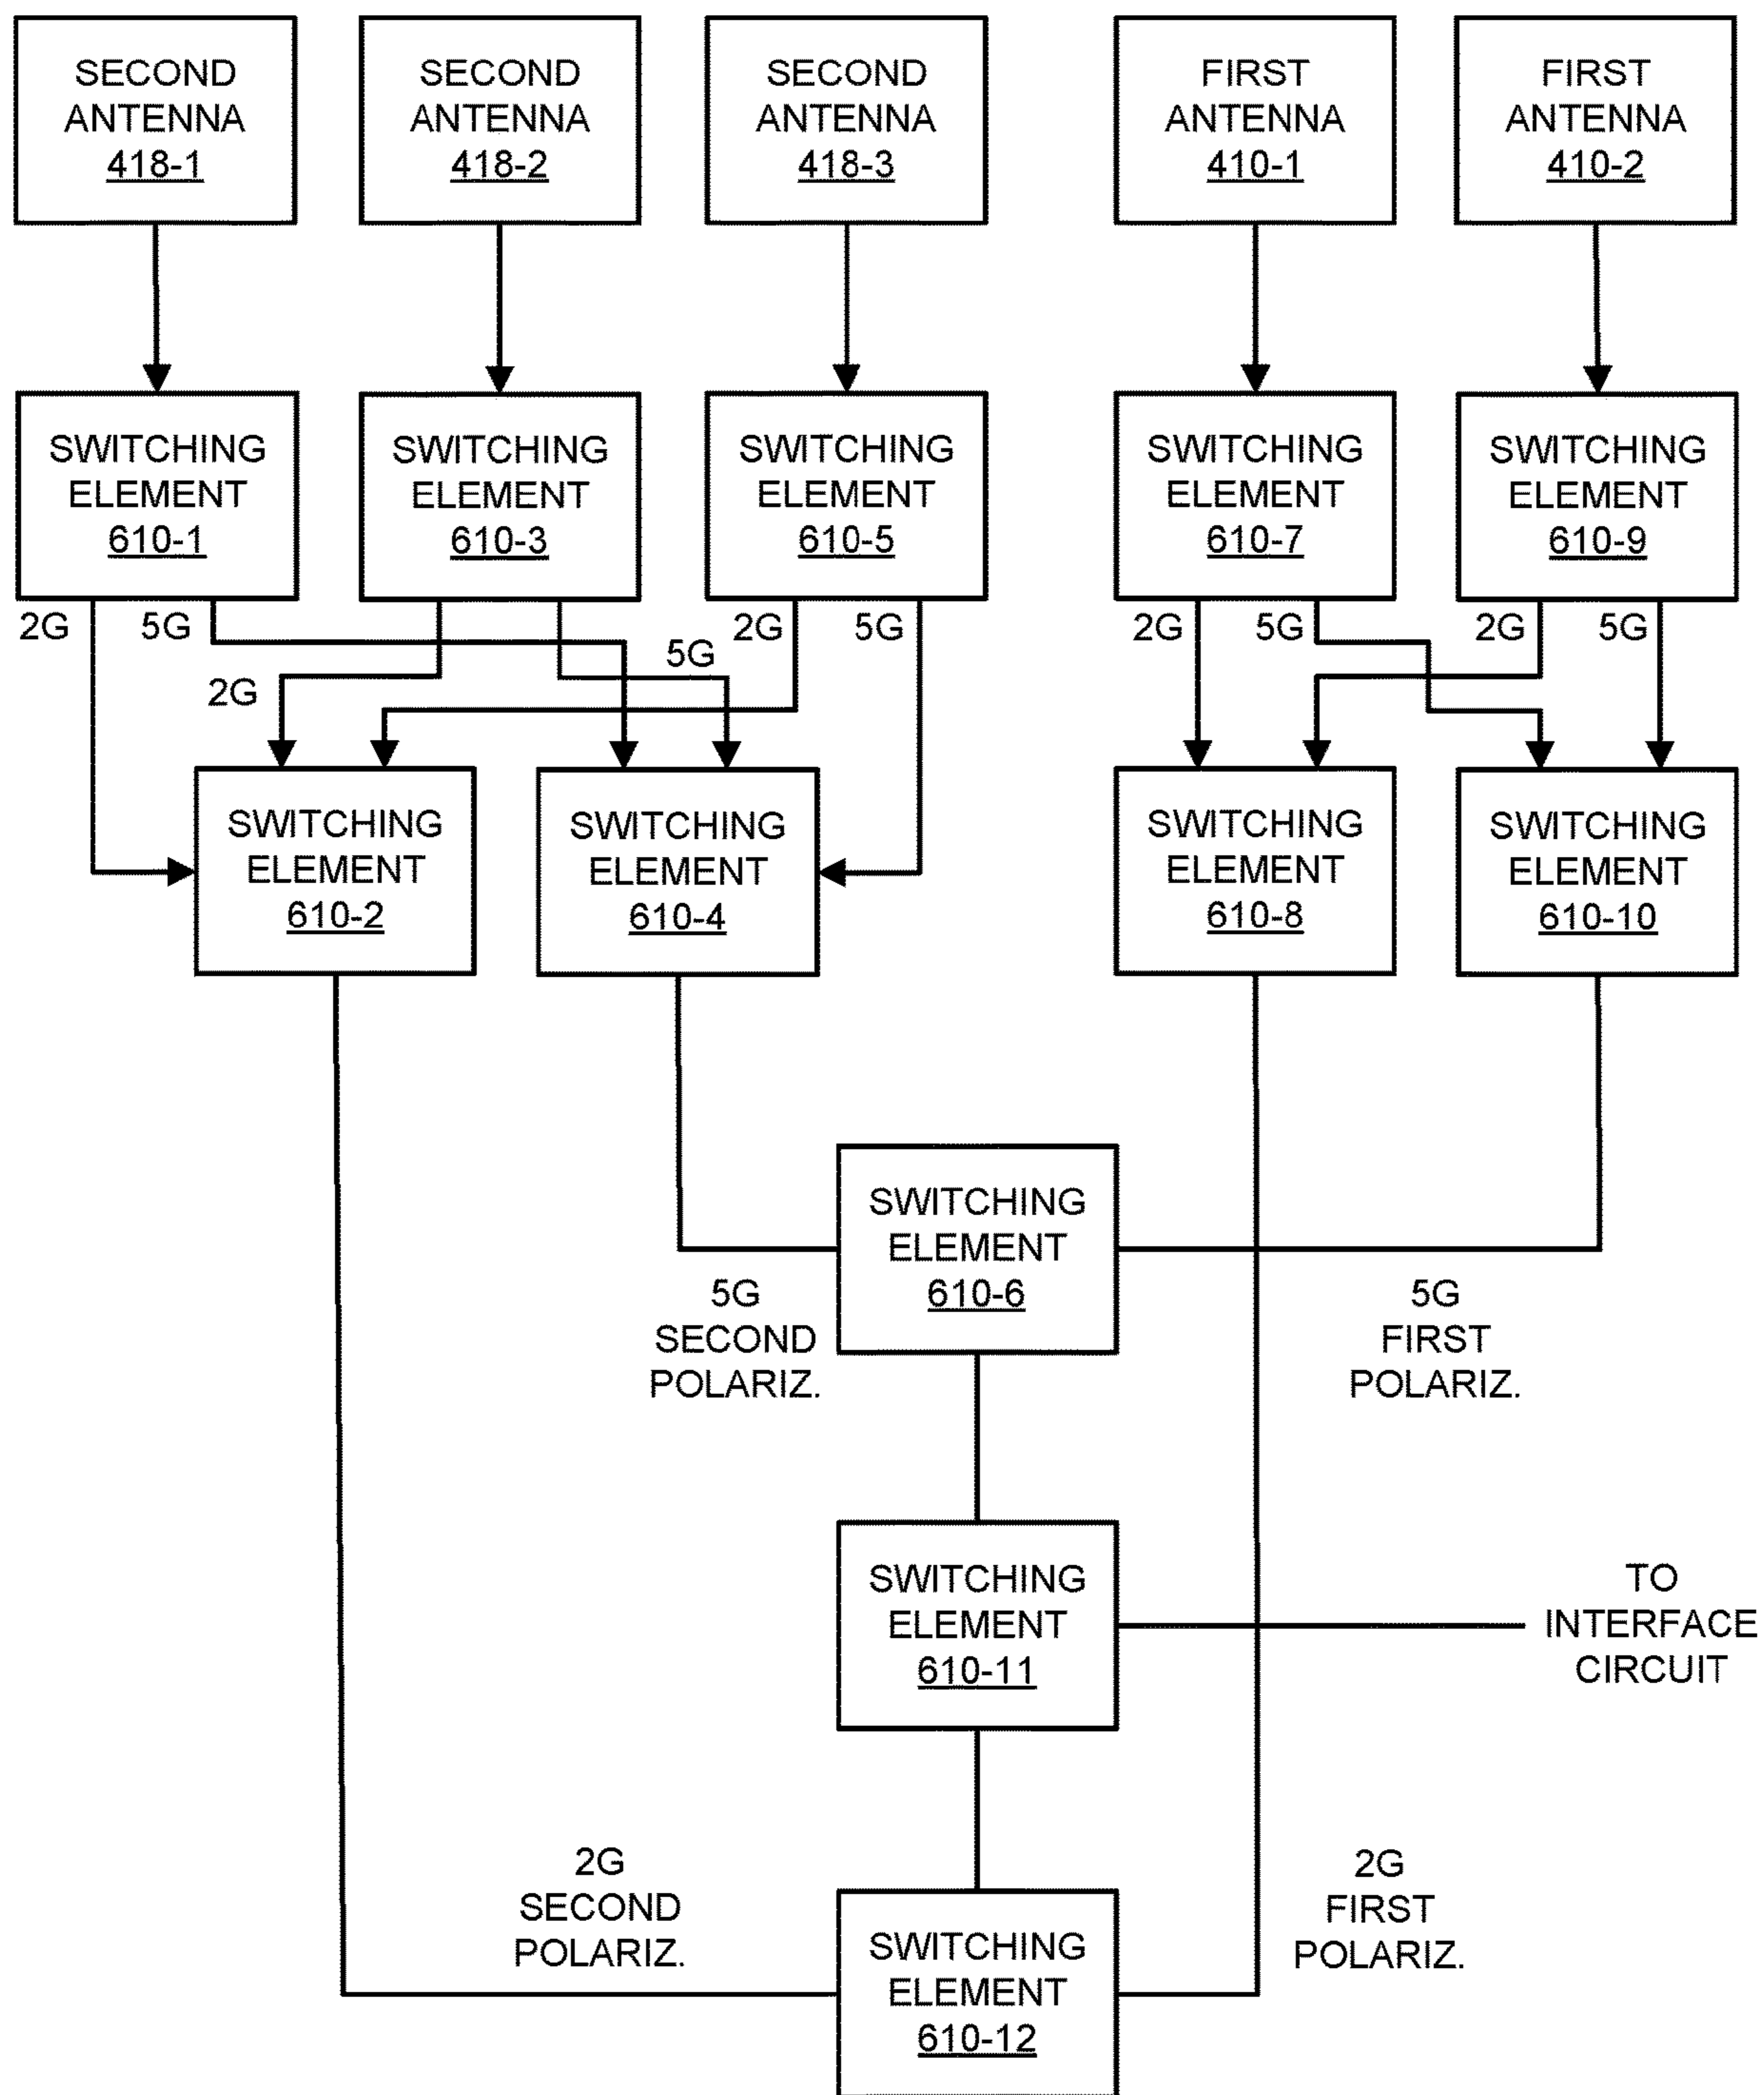 SECOND
ANTENNA
418-1
SECOND
ANTENNA
418-2
SECOND
ANTENNA
418-3
FIRST
ANTENNA
410-1
FIRST
ANTENNA
410-2
SWITCHING
ELEMENT
610-1
SWITCHING
ELEMENT
610-3
SWITCHING
ELEMENT
610-5
SWITCHING
ELEMENT
610-7
SWITCHING
ELEMENT
610-9
2G
5G
2G
5G
2G
5G
2G
5G
2G
5G
SWITCHING
ELEMENT
610-2
SWITCHING
ELEMENT
610-4
SWITCHING
ELEMENT
610-8
SWITCHING
ELEMENT
610-10
SWITCHING
ELEMENT
610-6
5G
SECOND
POLARIZ.
5G
FIRST
POLARIZ.
SWITCHING
ELEMENT
610-11
TO
INTERFACE
CIRCUIT
2G
SECOND
POLARIZ.
2G
FIRST
POLARIZ.
SWITCHING
ELEMENT
610-12